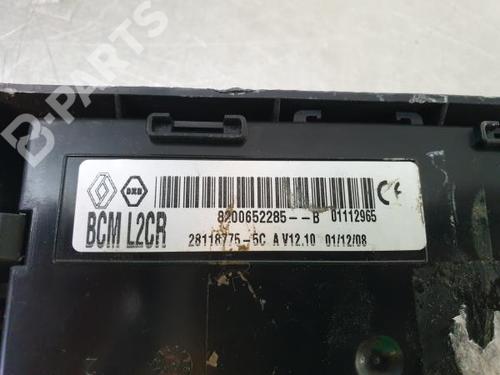 B-PARTS
8200652285--B 01112965
BCM L2CR
28118775-5C A V12.10 01/12/08